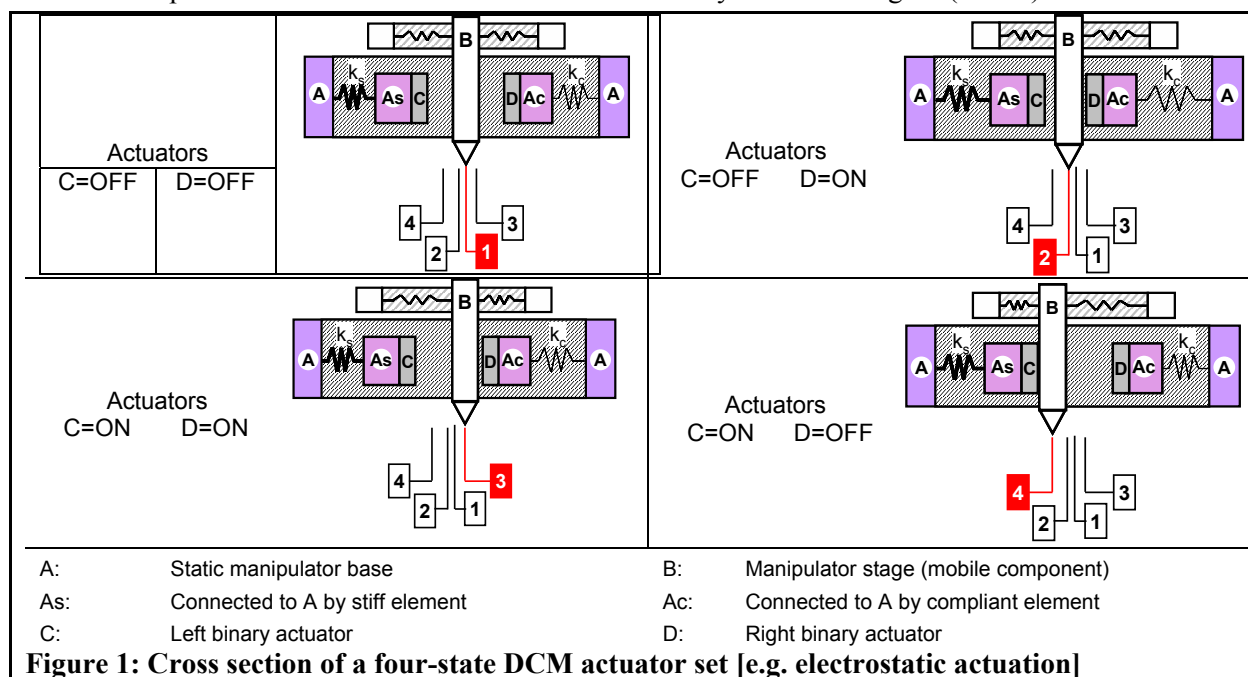 B
ks kc
A As C D Ac A
Actuators
C=OFF D=OFF
4 3
2 1
B
ks kc
A As C D Ac A
Actuators
C=OFF D=ON
4 3
2 1
B
ks kc
A As C D Ac A
Actuators
C=ON D=ON
4 3
2 1
B
ks kc
A As C D Ac A
Actuators
C=ON D=OFF
4 3
2 1
A: Static manipulator base B: Manipulator stage (mobile component)
As: Connected to A by stiff element Ac: Connected to A by compliant element
C: Left binary actuator D: Right binary actuator
Figure 1: Cross section of a four-state DCM actuator set [e.g. electrostatic actuation]